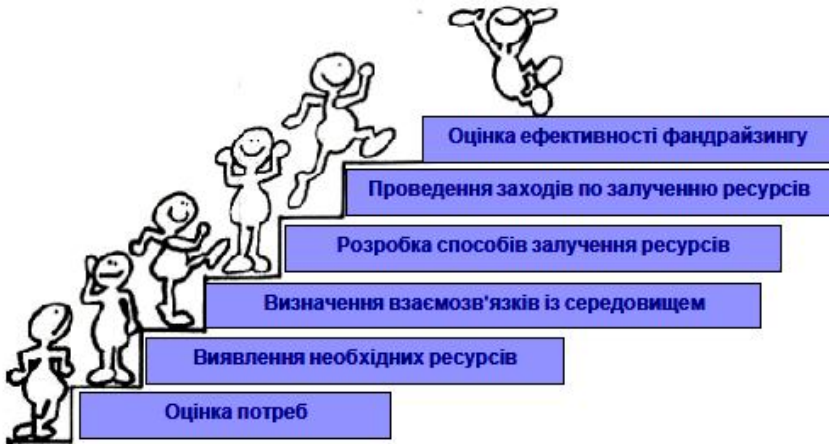 Оцінка ефективності фандрайзингу
Проведення заходів по залученню ресурсів
Розробка способів залучення ресурсів
Визначення взаємозв'язків із середовищем
Виявлення необхідних ресурсів
Оцінка потреб